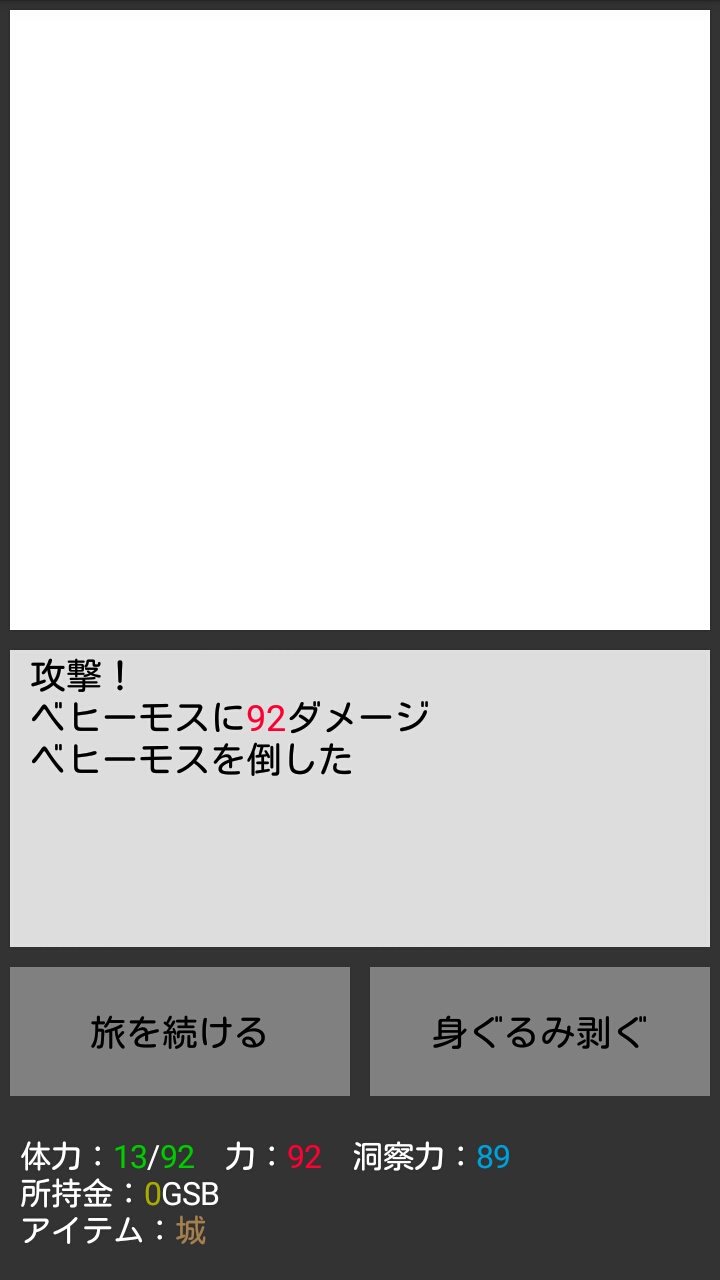 攻撃！
ベヒーモスに92ダメージ
ベヒーモスを倒した
旅を続ける
身ぐるみ剥ぐ
体力：13/92　力：92　洞察力：89
所持金：0GSB
アイテム：城